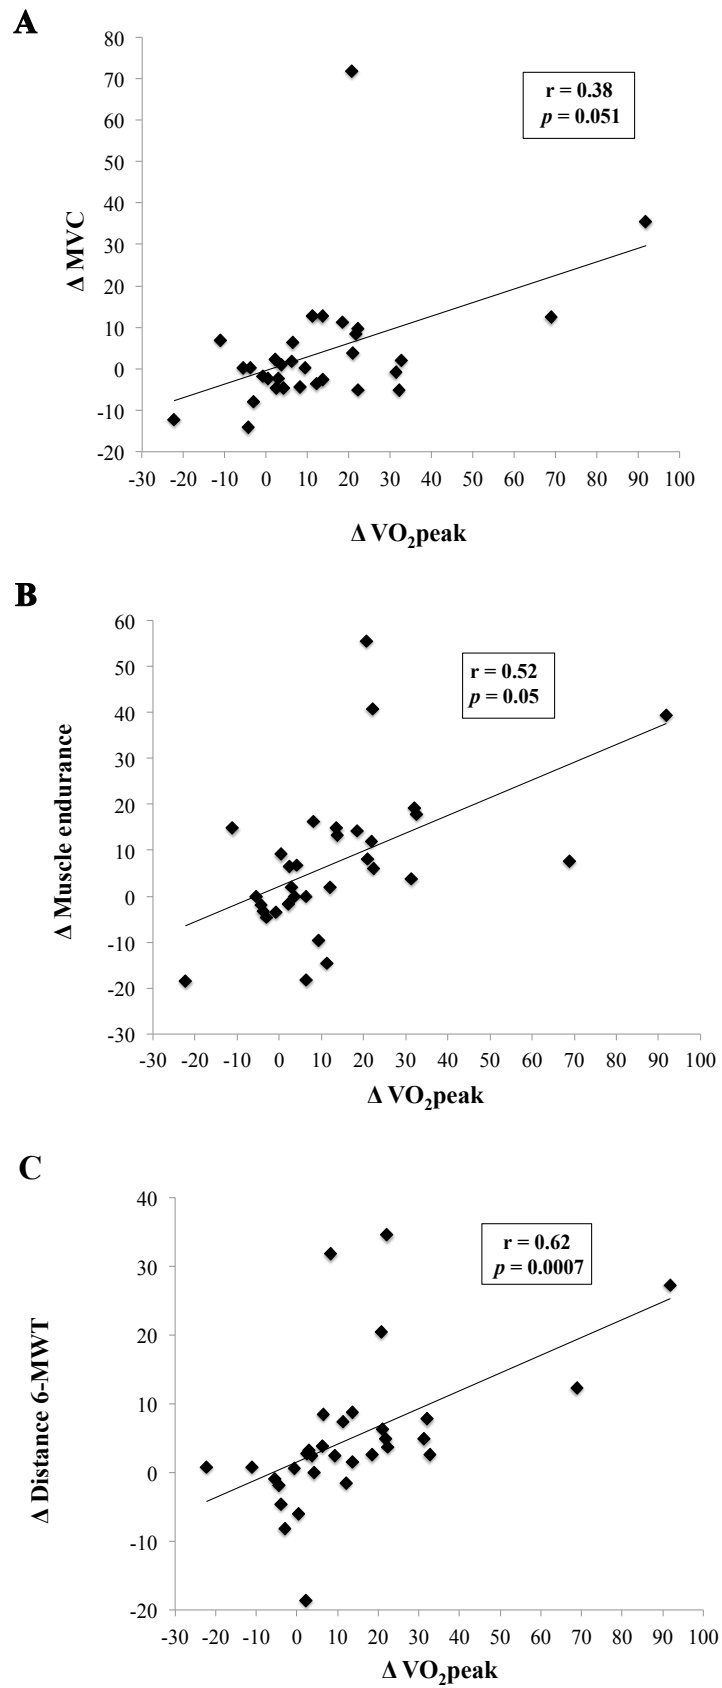 A
80
70
60
50
40
30
20
10
0
-10
-20
Δ MVC
r = 0.38
p = 0.051
-30 -20 -10 0 10 20 30 40 50 60 70 80 90 100
Δ VO2peak
B
60
50
40
30
20
10
0
-10
-20
-30
Δ Muscle endurance
r = 0.52
p = 0.05
-30 -20 -10 0 10 20 30 40 50 60 70 80 90 100
Δ VO2peak
C
40
30
20
10
0
-10
-20
Δ Distance 6-MWT
r = 0.62
p = 0.0007
-30 -20 -10 0 10 20 30 40 50 60 70 80 90 100
Δ VO2peak